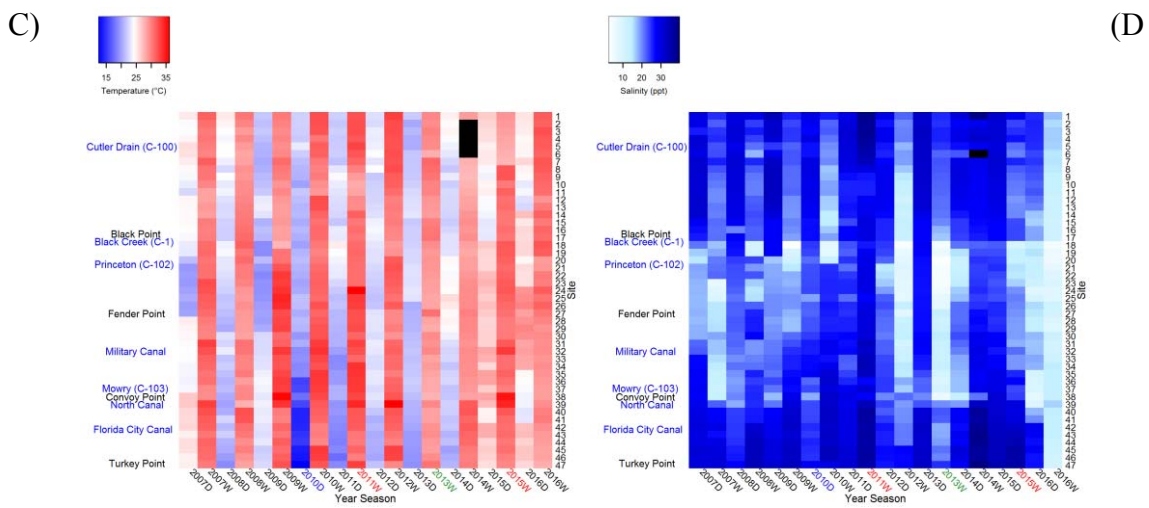 C)
15 25 35
Temperature (°C)
Cutler Drain (C-100)
Black Point
Black Creek (C-1)
Princeton (C-102)
Fender Point
Military Canal
Mowry (C-103)
Convoy Point
North Canal
Florida City Canal
Turkey Point
1
2
3
4
5
6
7
8
9
10
11
12
13
14
15
16
17
18
19
20
21
22
23
24
25
26
27
28
29
30
31
32
33
34
35
36
37
38
39
40
41
42
43
44
45
46
47
Site
2007D 2007W 2008D 2008W 2009D 2009W 2010D 2010W 2011D 2011W 2012D 2012W 2013D 2013W 2014D 2014W 2015D 2015W 2016D 2016W
Year Season
(D
10 20 30
Salinity (ppt)
Cutler Drain (C-100)
Black Point
Black Creek (C-1)
Princeton (C-102)
Fender Point
Military Canal
Mowry (C-103)
Convoy Point
North Canal
Florida City Canal
Turkey Point
1
2
3
4
5
6
7
8
9
10
11
12
13
14
15
16
17
18
19
20
21
22
23
24
25
26
27
28
29
30
31
32
33
34
35
36
37
38
39
40
41
42
43
44
45
46
47
Site
2007D 2007W 2008D 2008W 2009D 2009W 2010D 2010W 2011D 2011W 2012D 2012W 2013D 2013W 2014D 2014W 2015D 2015W 2016D 2016W
Year Season